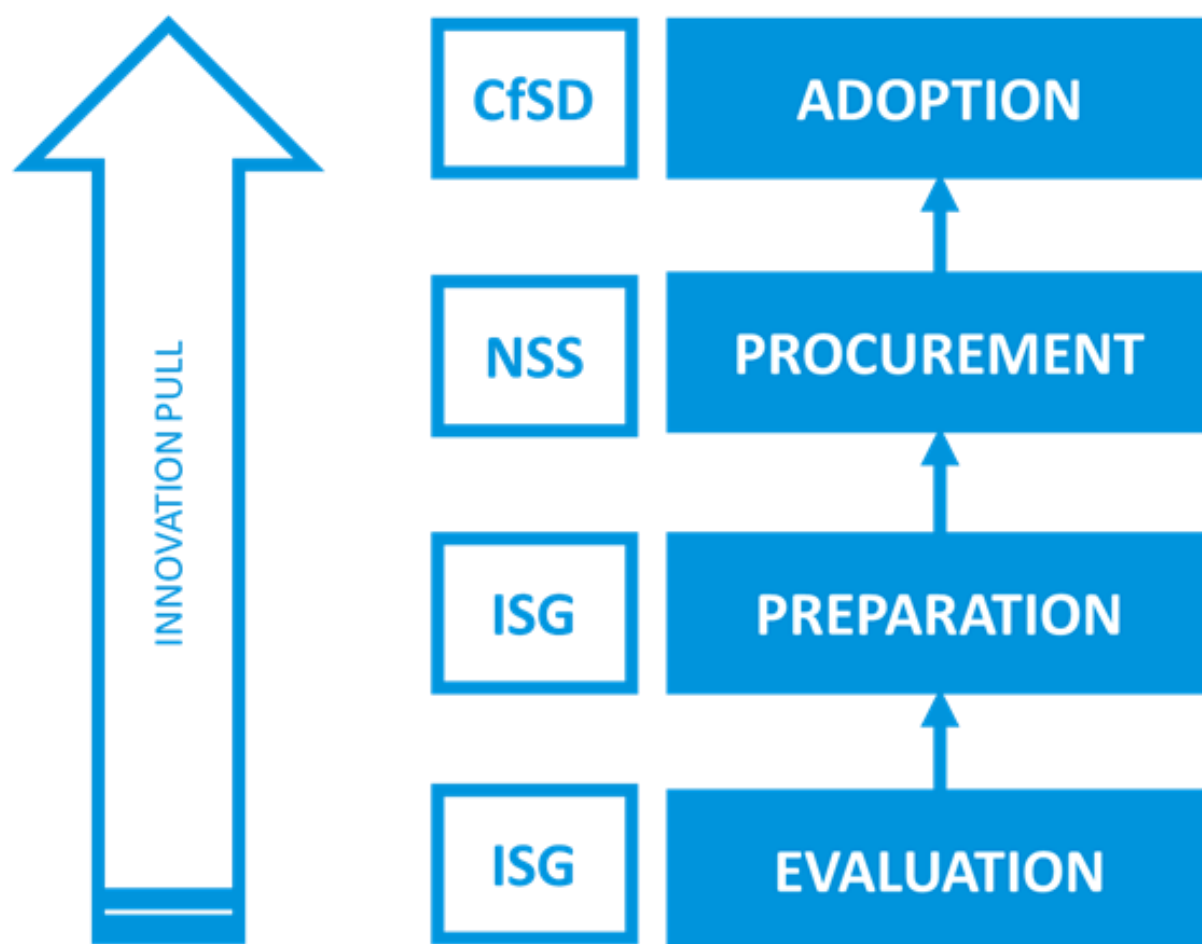 CfSD
ADOPTION
NSS
PROCUREMENT
INNOVATION PULL
ISG
PREPARATION
ISG
EVALUATION